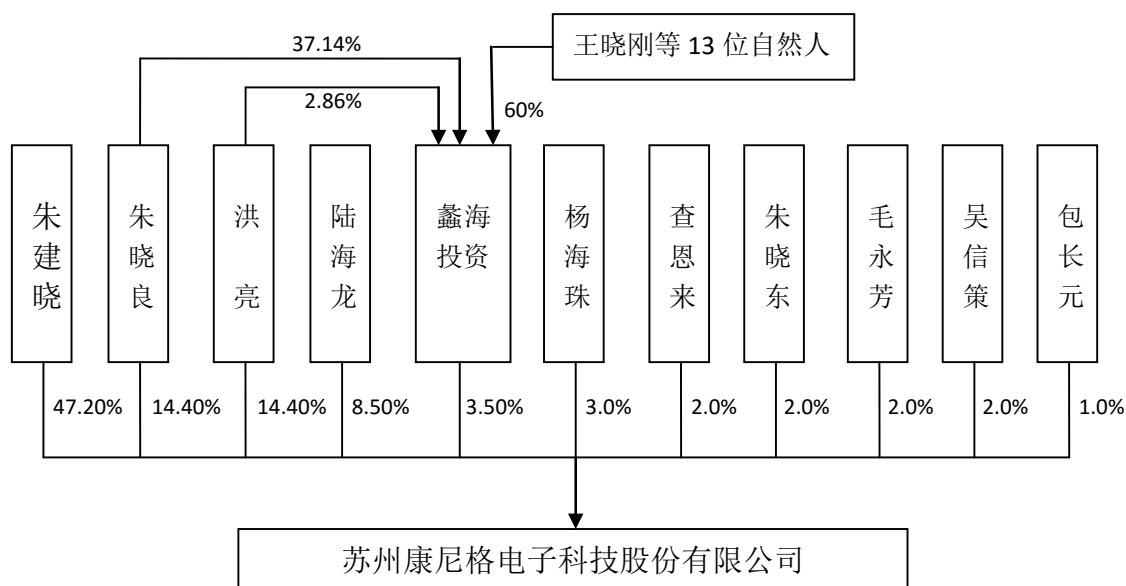 37.14%
王晓刚等 13 位自然人
2.86%
60%
朱建晓
朱晓良
洪亮
陆海龙
蠡海
投资
杨海珠
查恩来
朱晓东
毛永芳
吴信策
包长元
47.20%
14.40%
14.40%
8.50%
3.50%
3.0%
2.0%
2.0%
2.0%
2.0%
1.0%
苏州康尼格电子科技股份有限公司